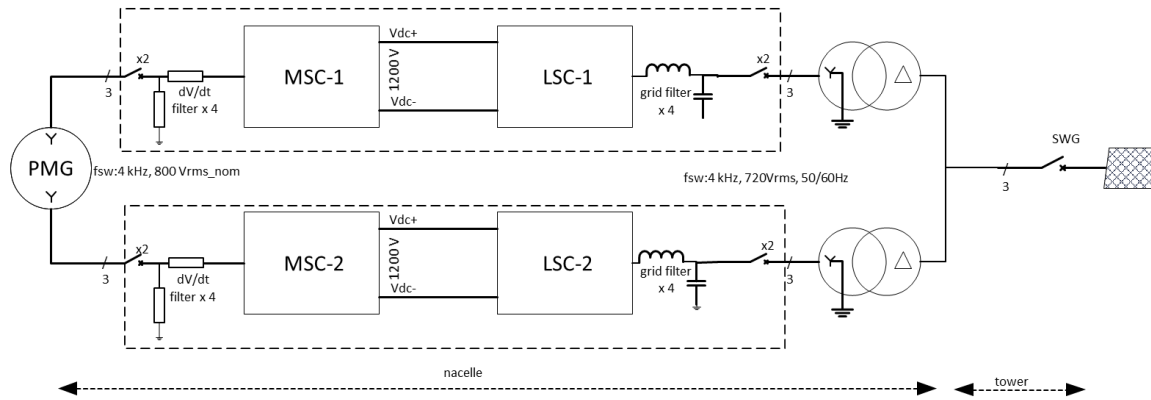 x2
3
dV/dt
filter x 4
MSC-1
Vdc+
1200 V
Vdc-
LSC-1
grid filter
x 4
x2
3
Y
△
PMG
Y
Y
fsw:4 kHz, 800 Vrms_nom
fsw:4 kHz, 720Vrms, 50/60Hz
SWG
3
x2
3
dV/dt
filter x 4
MSC-2
Vdc+
1200 V
Vdc-
LSC-2
grid filter
x 4
x2
3
Y
△
nacelle
tower